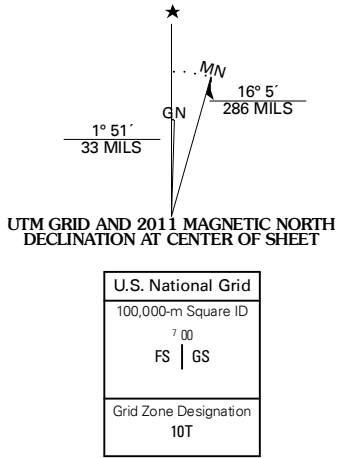 ★
MN
GN
16° 5´
286 MILS
1° 51´
33 MILS
UTM GRID AND 2011 MAGNETIC NORTH
DECLINATION AT CENTER OF SHEET
U.S. National Grid
100,000-m Square ID
7 00
FS | GS
Grid Zone Designation
10T